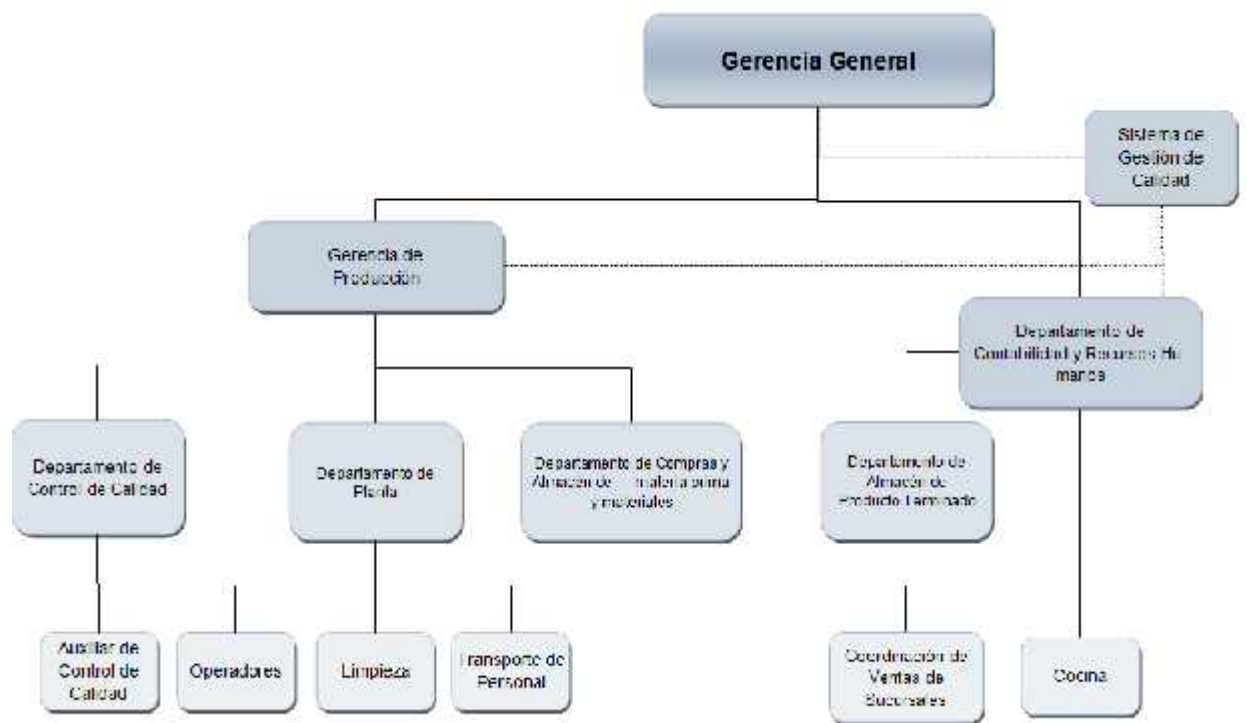 Gerencia General
Sistema de
Gestión de
Calidad
Gerencia de
Producción
Departamento de
Contabilidad y Recursos Hu
manos
Departamento de
Control de Calidad
Departamento de
Planta
Departamento de Compras y
Almacén de materia prima
y materiales
Departamento de
Almacén de
Producto Terminado
Auxiliar de
Control de
Calidad
Operadores
Limpieza
Transporte de
Personal
Coordinación de
Ventas de
Sucursales
Cocina